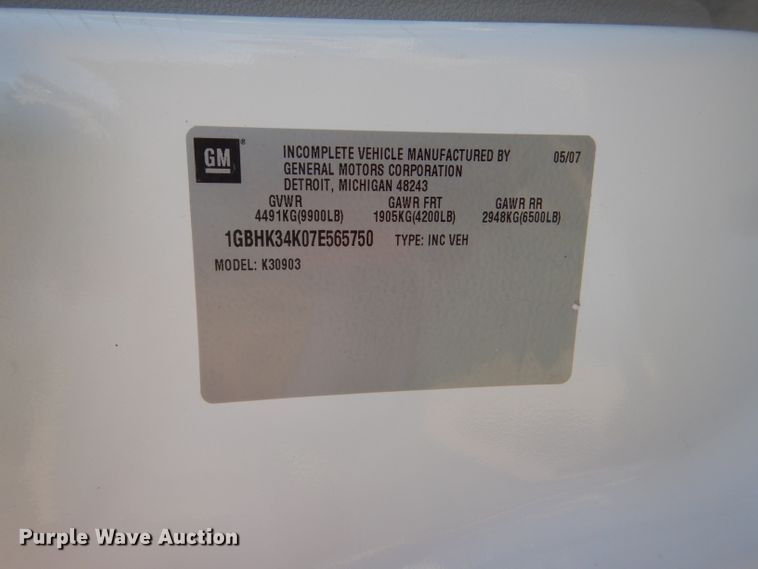 GM ® INCOMPLETE VEHICLE MANUFACTURED BY 05/07
GENERAL MOTORS CORPORATION
DETROIT, MICHIGAN 48243
GVWR GAWR FRT GAWR RR
4491KG(9900LB) 1905KG(4200LB) 2948KG(6500LB)
1GBHK34K07E565750 TYPE: INC VEH
MODEL: K30903
Purple Wave Auction